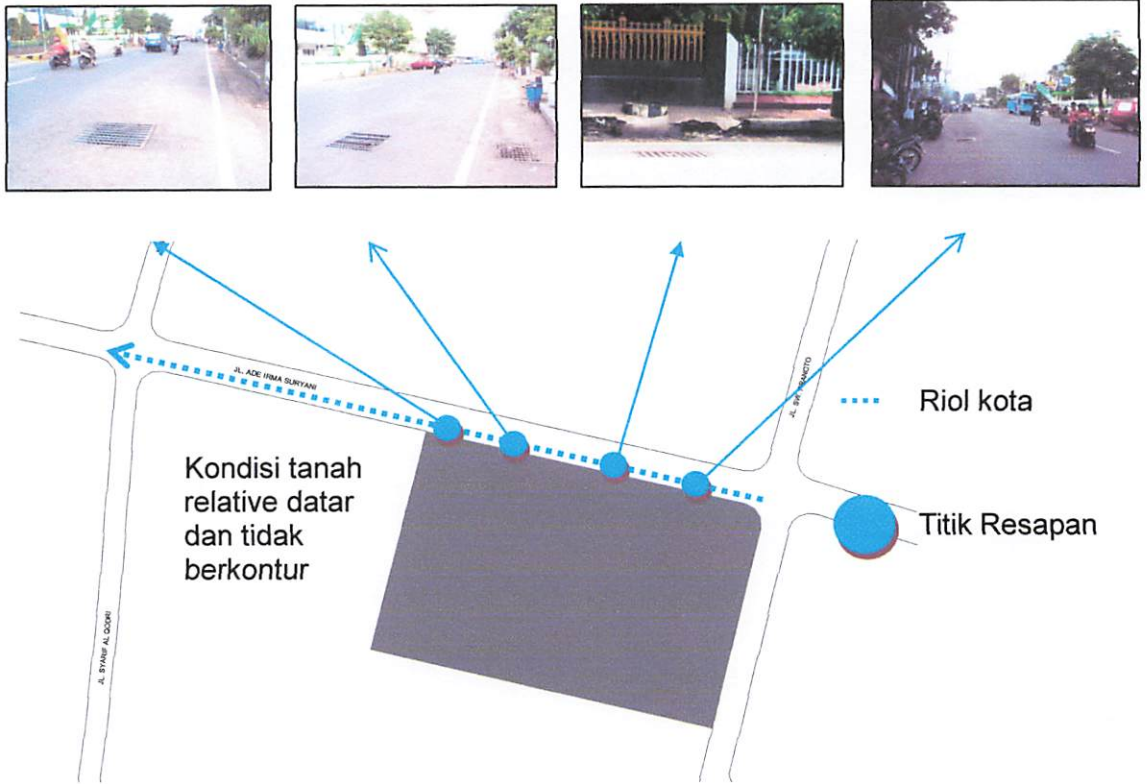 JL. ADE IRMA SURYANI
Riol kota
Kondisi tanah
relative datar
dan tidak
berkontur
Titik Resapan
JL. SYARIF AL QODRI